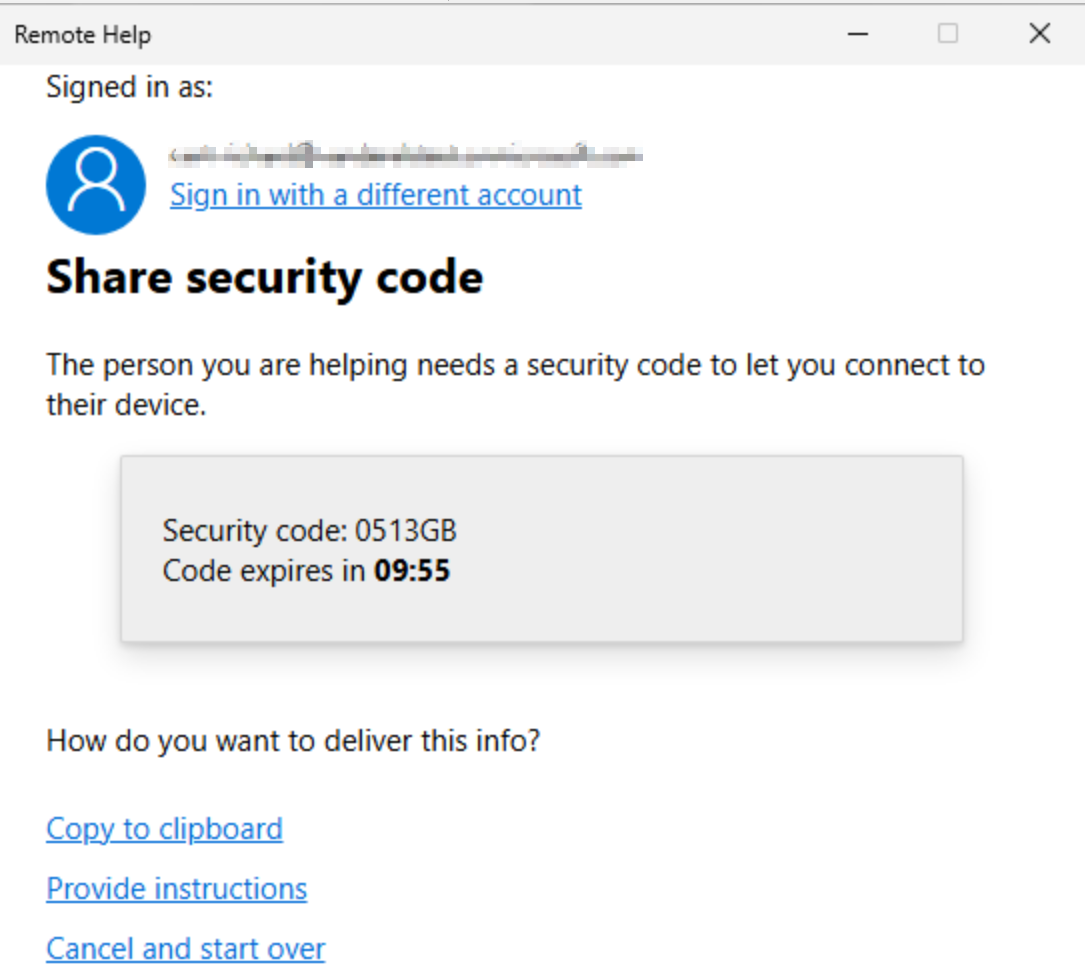 Remote Help
Signed in as:
Sign in with a different account
Share security code
The person you are helping needs a security code to let you connect to
their device.
Security code: 0513GB
Code expires in 09:55
How do you want to deliver this info?
Copy to clipboard
Provide instructions
Cancel and start over